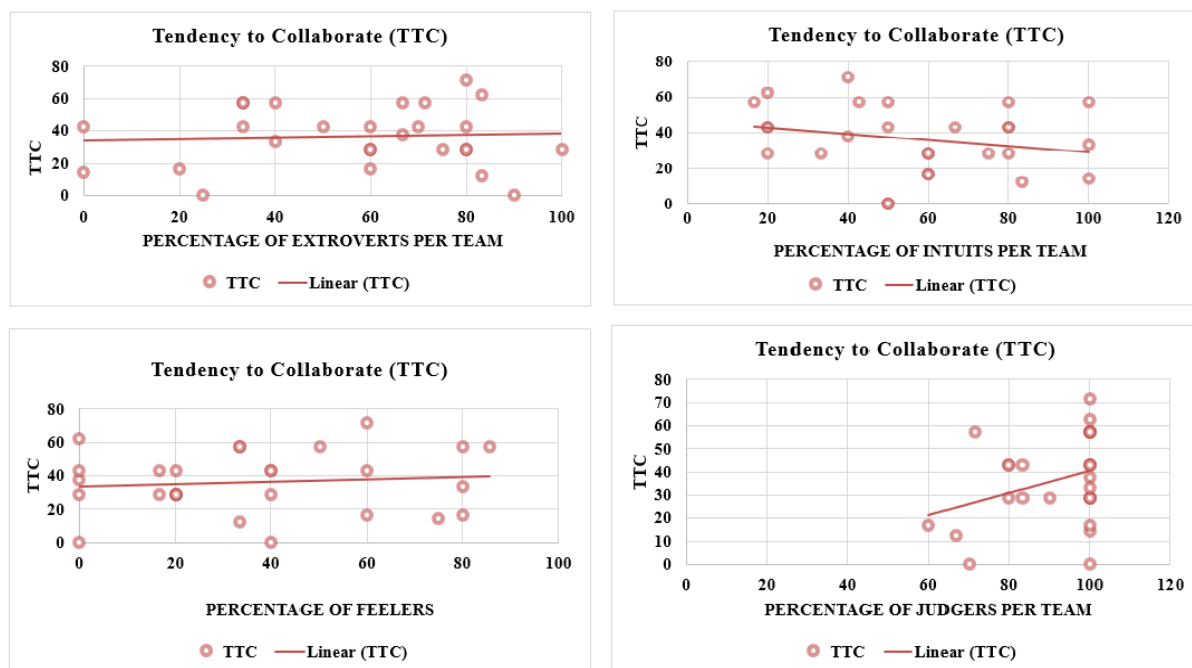 Tendency to Collaborate (TTC)
80
60
40
20
0
TTC
0 20 40 60 80 100
PERCENTAGE OF EXTROVERTS PER TEAM
TTC Linear (TTC)
Tendency to Collaborate (TTC)
80
60
40
20
0
TTC
0 20 40 60 80 100 120
PERCENTAGE OF INTUITS PER TEAM
TTC Linear (TTC)
Tendency to Collaborate (TTC)
80
60
40
20
0
TTC
0 20 40 60 80 100
PERCENTAGE OF FEELERS
TTC Linear (TTC)
Tendency to Collaborate (TTC)
80
70
60
50
40
30
20
10
0
TTC
0 20 40 60 80 100 120
PERCENTAGE OF JUDGERS PER TEAM
TTC Linear (TTC)